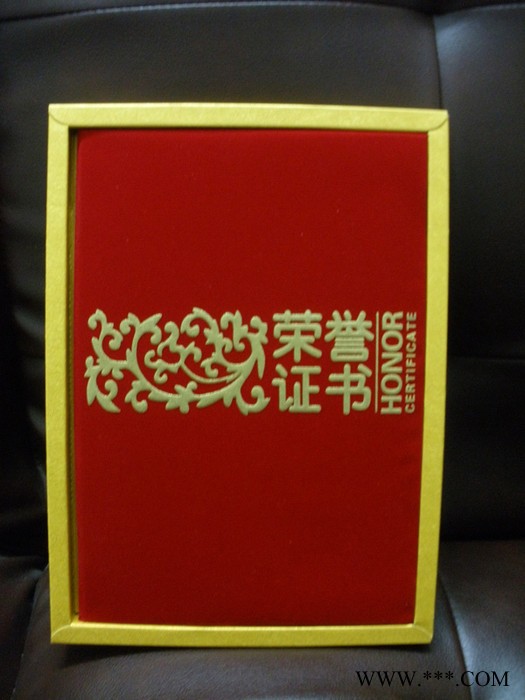 荣誉
证书
HONOR
CERTIFICATE
WWW.***.COM